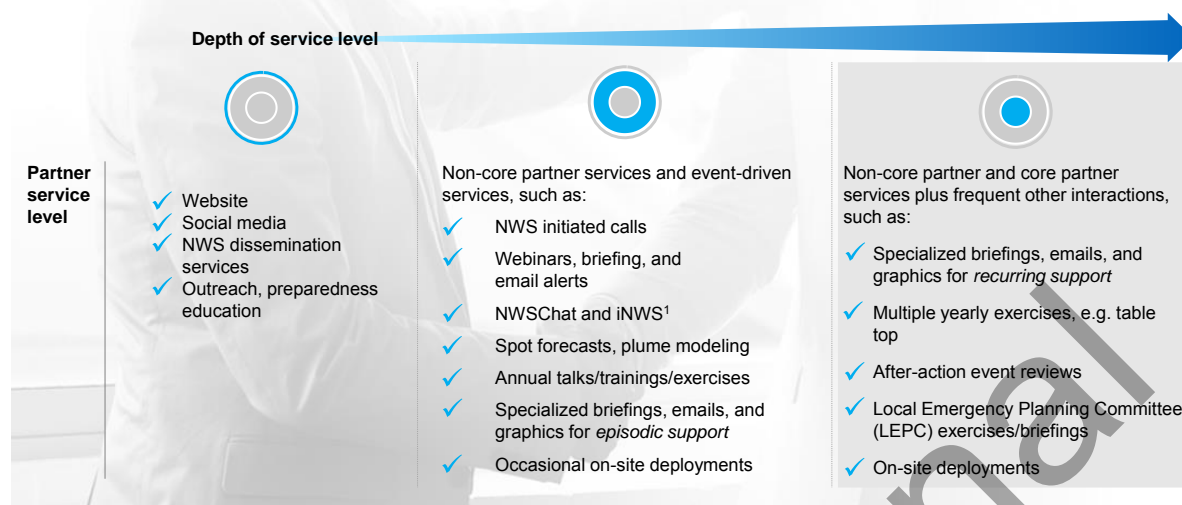 Depth of service level
Partner
service
level
Website
Social media
NWS dissemination
services
Outreach, preparedness
education
Non-core partner services and event-driven
services, such as:
NWS initiated calls
Webinars, briefing, and
email alerts
NWSChat and iNWS¹
Spot forecasts, plume modeling
Annual talks/trainings/exercises
Specialized briefings, emails, and
graphics for episodic support
Occasional on-site deployments
Non-core partner and core partner
services plus frequent other interactions,
such as:
Specialized briefings, emails, and
graphics for recurring support
Multiple yearly exercises, e.g. table
top
After-action event reviews
Local Emergency Planning Committee
(LEPC) exercises/briefings
On-site deployments
nal